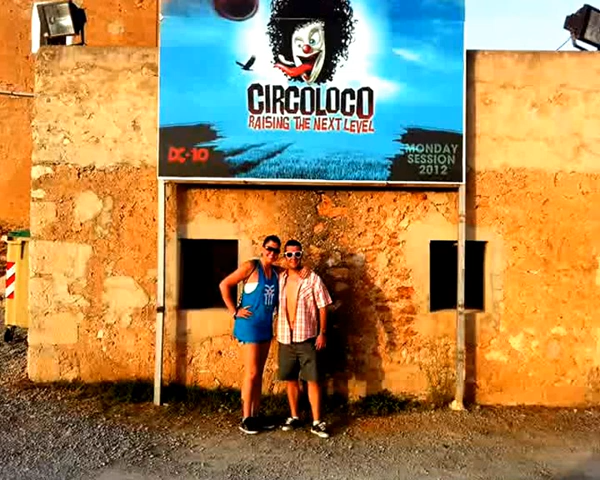 CIRCOLOCO
RAISING THE NEXT LEVEL
DC-10
MONDAY
SESSION
2012